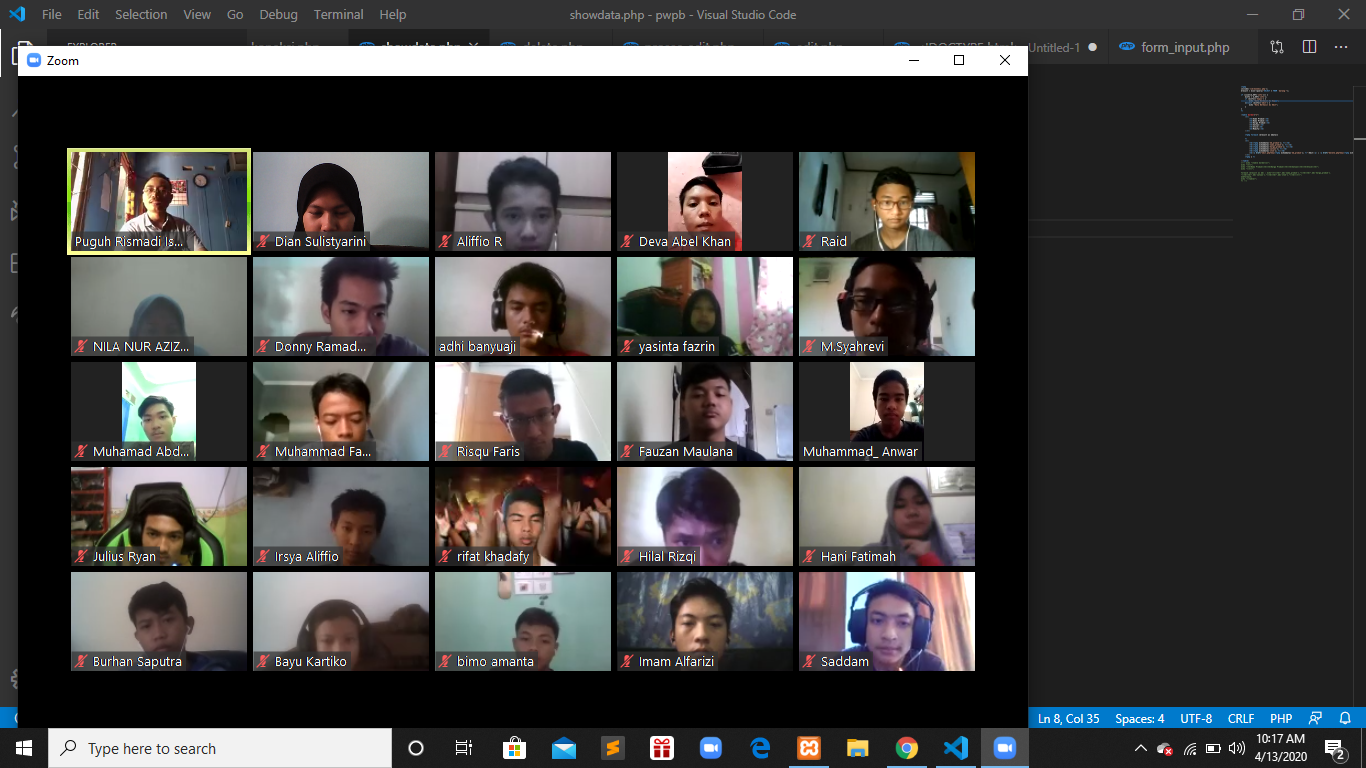 File Edit Selection View Go Debug Terminal Help
showdata.php - pwpb - Visual Studio Code
Untitled-1
form_input.php
Zoom
Puguh Rismadi Is...
Dian Sulistyarini
Aliffio R
Deva Abel Khan
Raid
NILA NUR AZIZ...
Donny Ramad...
adhi banyuaji
yasinta fazrin
M.Syahrevi
Muhamad Abd...
Muhammad Fa...
Risqu Faris
Fauzan Maulana
Muhammad_ Anwar
Julius Ryan
Irsya Aliffio
rifat khadafy
Hilal Rizqi
Hani Fatimah
Burhan Saputra
Bayu Kartiko
bimo amanta
Imam Alfarizi
Saddam
Ln 8, Col 35 Spaces: 4 UTF-8 CRLF PHP
Type here to search
10:17 AM
4/13/2020
2